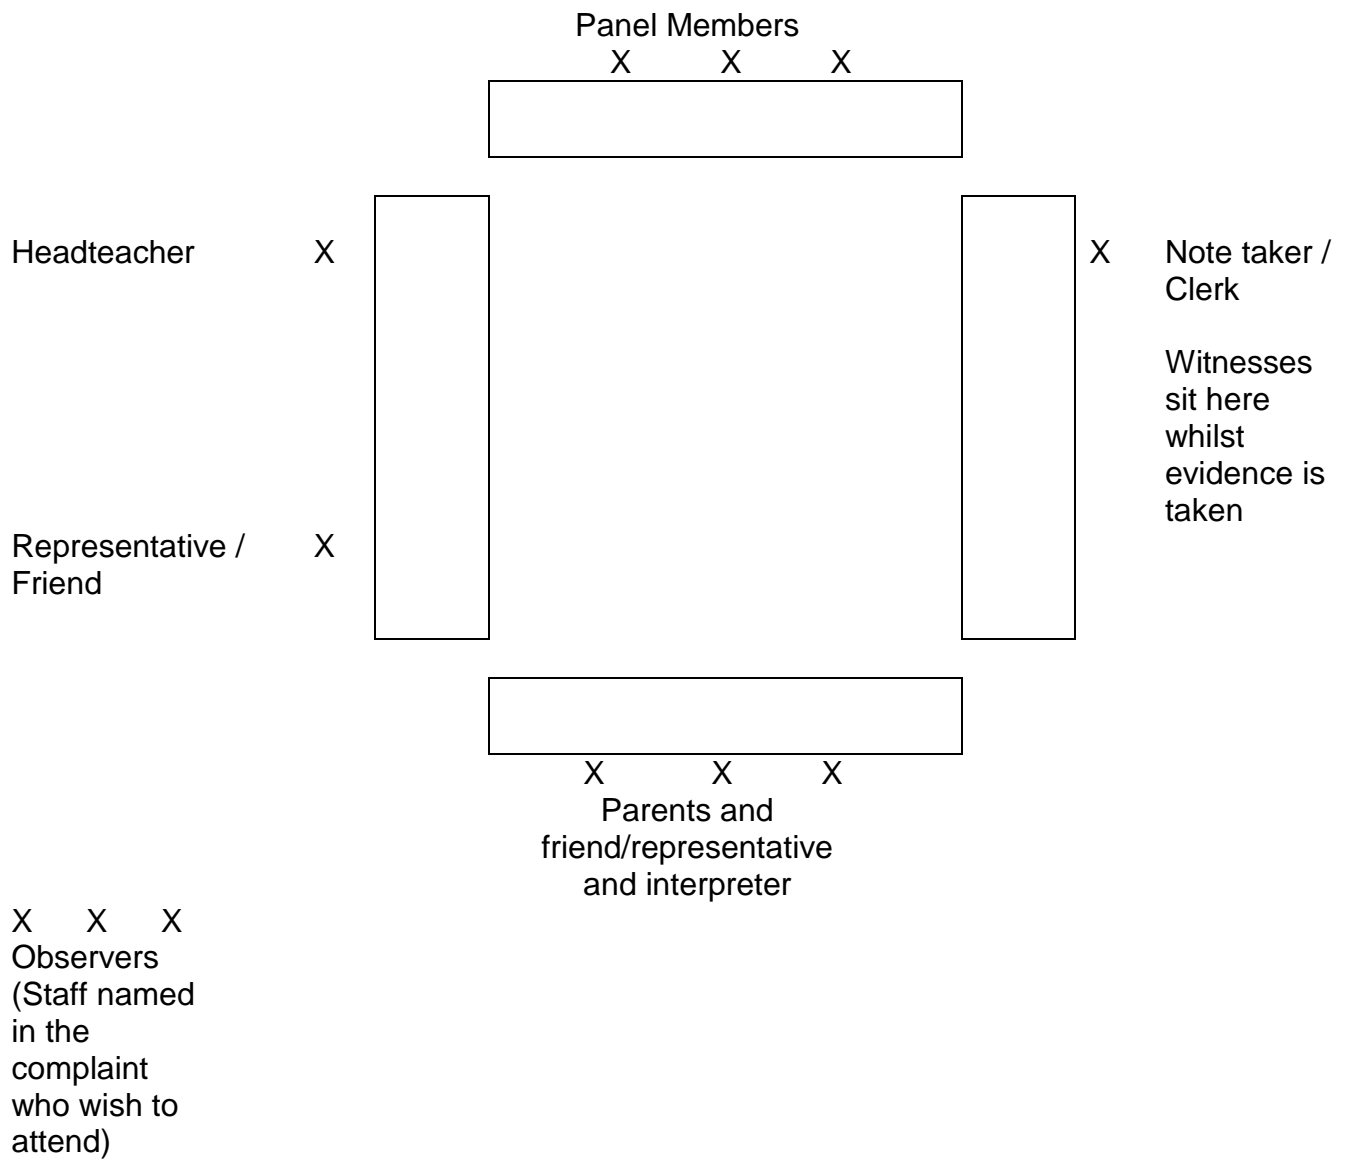 Panel Members
X X X
Headteacher X
X Note taker /
Clerk
Witnesses
sit here
whilst
evidence is
taken
Representative / X
Friend
X X X
Parents and
friend/representative
and interpreter
X X X
Observers
(Staff named
in the
complaint
who wish to
attend)